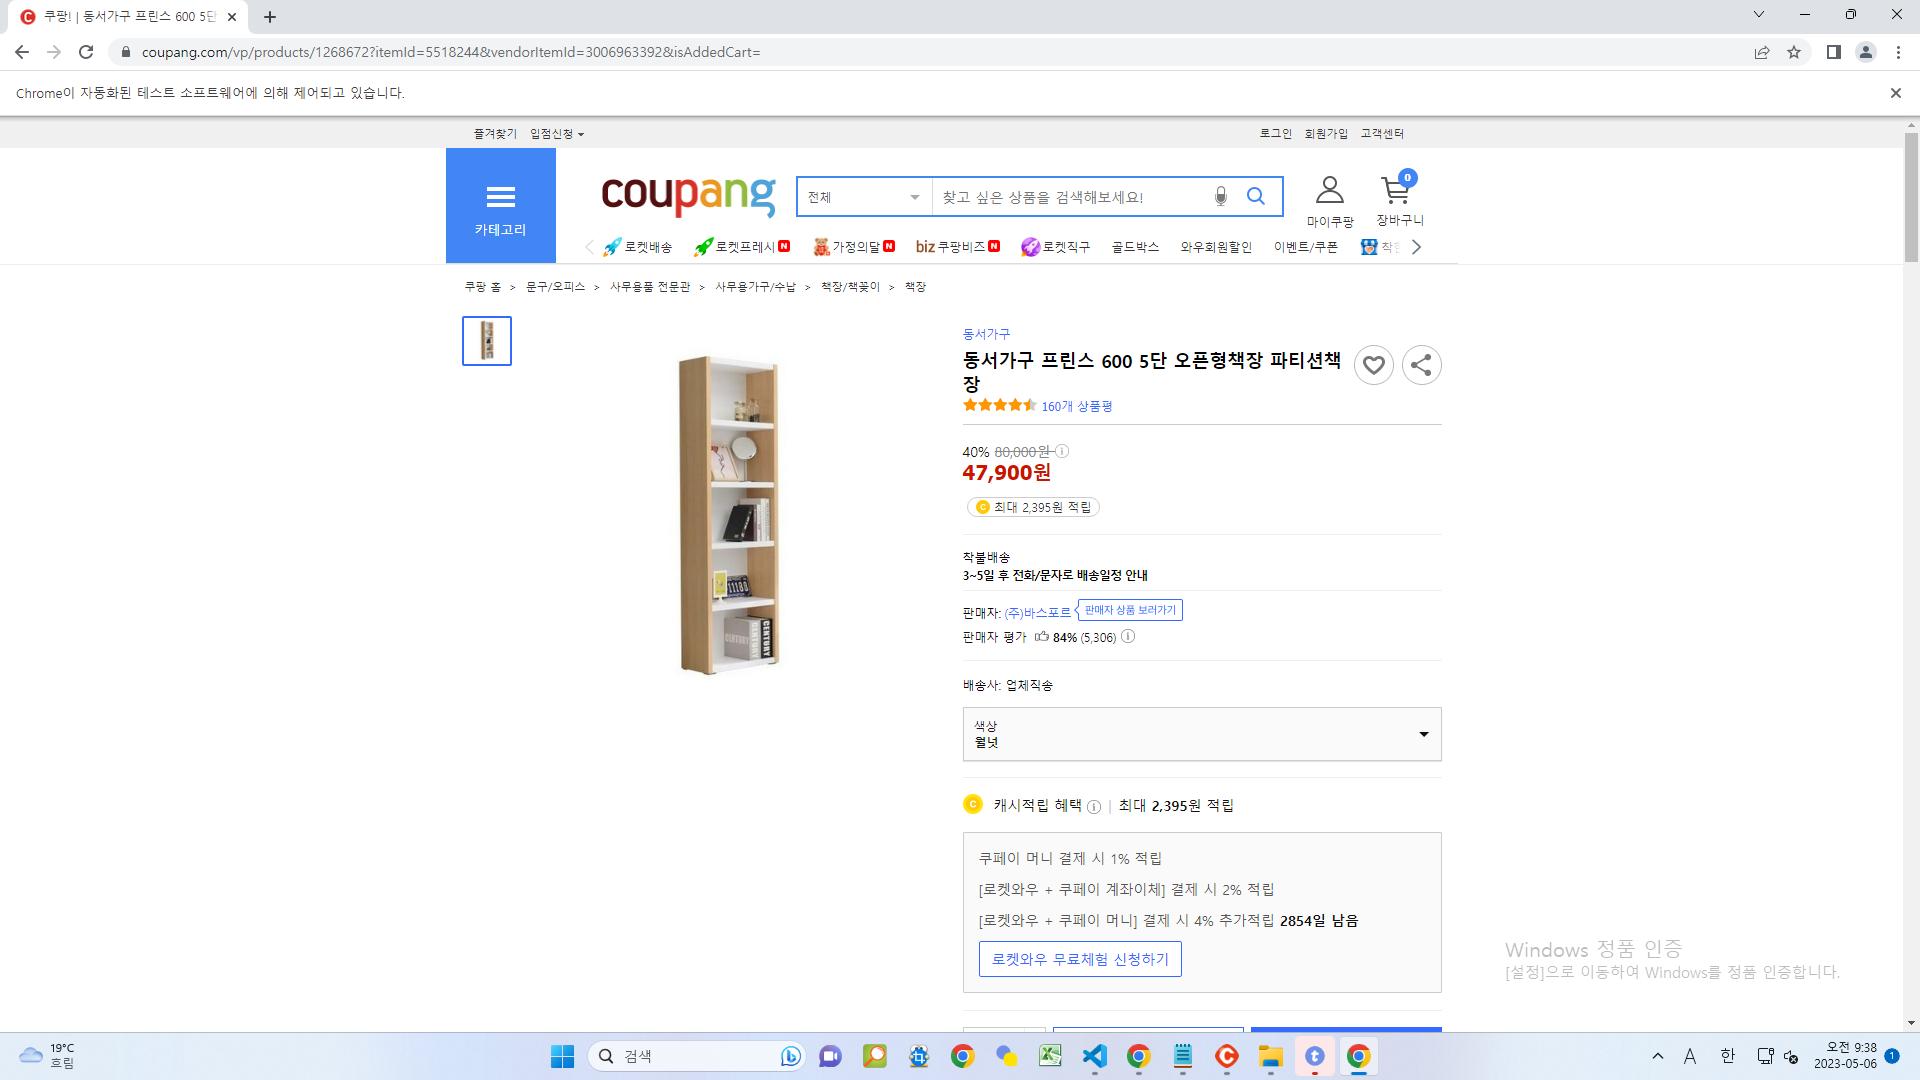 쿠팡! | 동서가구 프린스 600 5단
coupang.com/vp/products/1268672?itemId=5518244&vendorItemId=3006963392&isAddedCart=
Chrome이 자동화된 테스트 소프트웨어에 의해 제어되고 있습니다.
즐겨찾기 입점신청
로그인 회원가입 고객센터
카테고리
coupang
전체
찾고 싶은 상품을 검색해보세요!
마이쿠팡
0
장바구니
로켓배송
로켓프레시 N
가정의달 N
biz 쿠팡비즈 N
로켓직구
골드박스
와우회원할인
이벤트/쿠폰
쿠팡 홈 > 문구/오피스 > 사무용품 전문관 > 사무용가구/수납 > 책장/책꽂이 > 책장
동서가구
동서가구 프린스 600 5단 오픈형책장 파티션책
장
160개 상품평
40% 80,000원
47,900원
최대 2,395원 적립
착불배송
3~5일 후 전화/문자로 배송일정 안내
판매자: (주)바스포르 판매자 상품 보러가기
판매자 평가 84% (5,306)
배송사: 업체직송
색상
월넛
캐시적립 혜택 | 최대 2,395원 적립
쿠페이 머니 결제 시 1% 적립
[로켓와우 + 쿠페이 계좌이체] 결제 시 2% 적립
[로켓와우 + 쿠페이 머니] 결제 시 4% 추가적립 2854일 남음
로켓와우 무료체험 신청하기
CENTURY
CENTURY
Windows 정품 인증
[설정]으로 이동하여 Windows를 정품 인증합니다.
19°C
흐림
검색
A
한
오전 9:38
2023-05-06
1